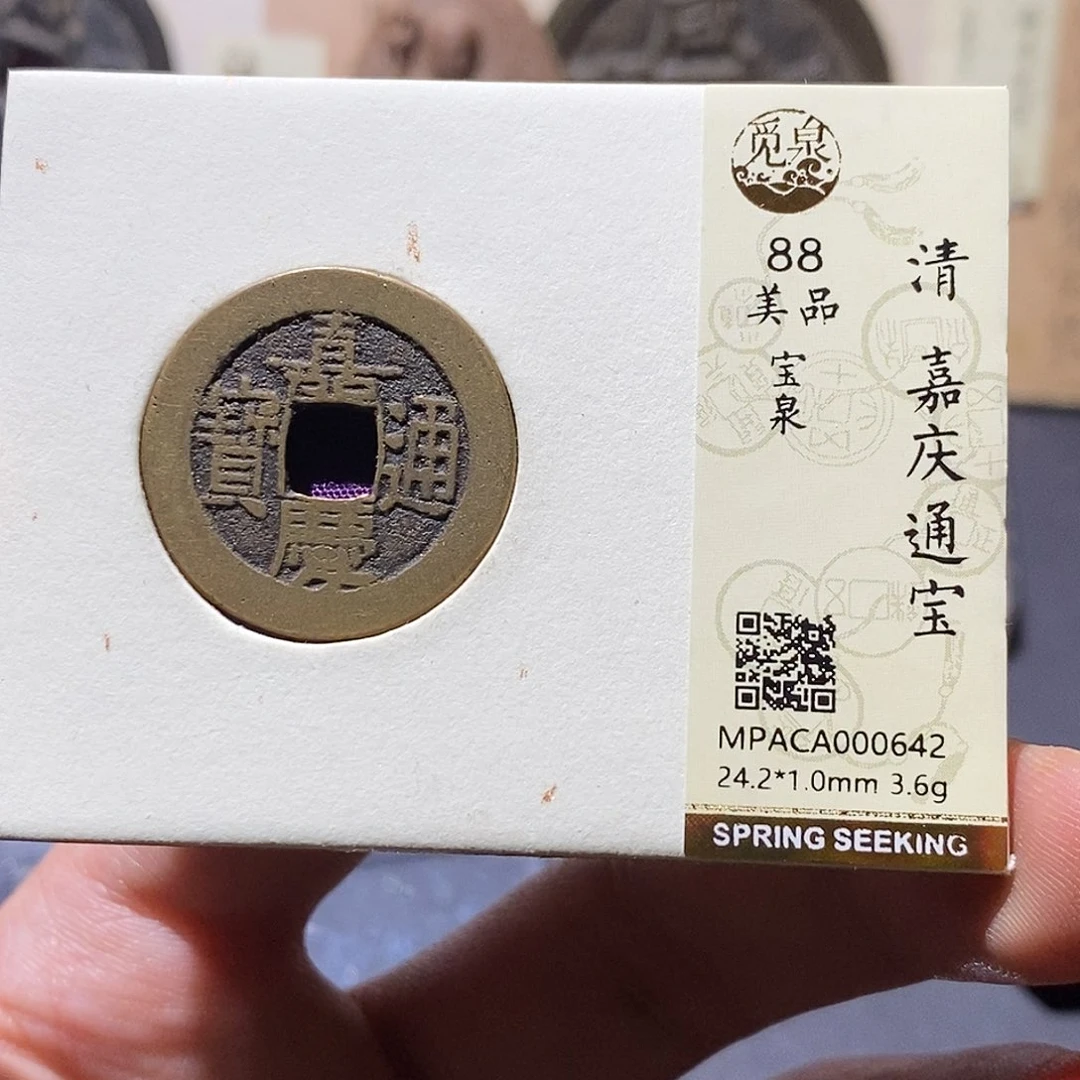 嘉慶通寶
觅泉
88
美品
宝泉
清 嘉庆通宝
MPACA000642
24.2*1.0mm 3.6g
SPRING SEEKING